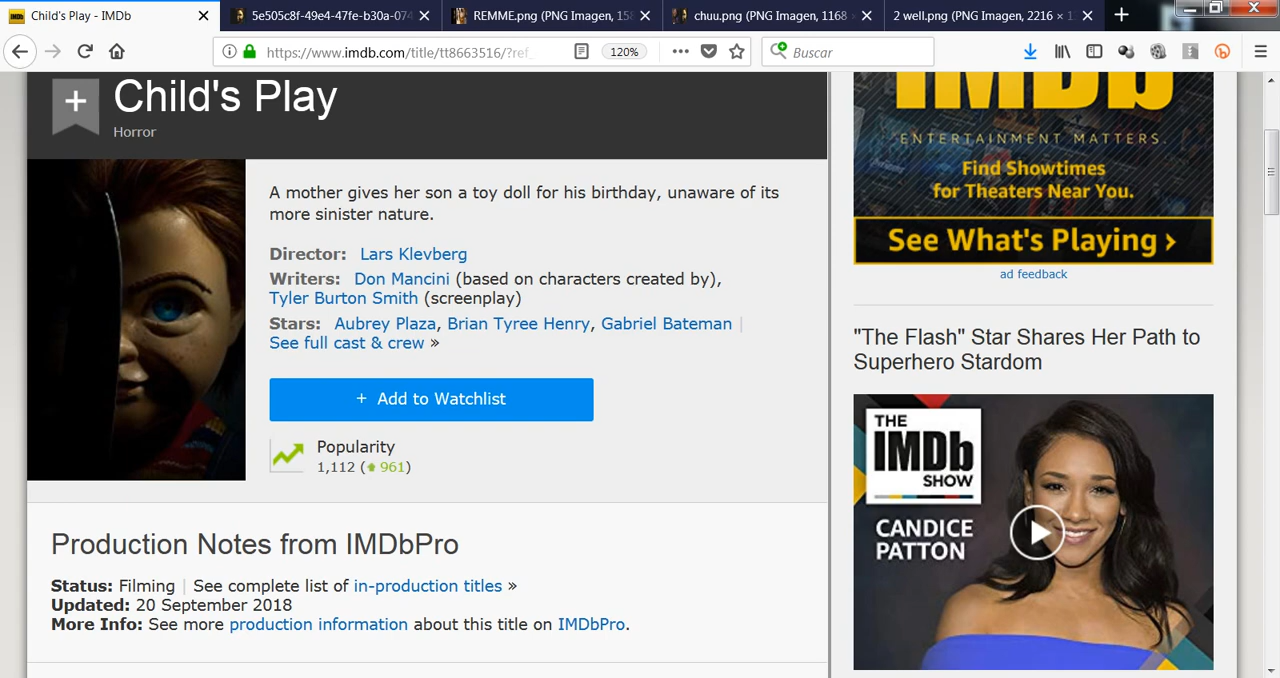 Child's Play - IMDb
5e505c8f-49e4-47fe-b30a-074
REMME.png (PNG Imagen, 15
chuu.png (PNG Imagen, 1168
2 well.png (PNG Imagen, 2216 × 1
https://www.imdb.com/title/tt8663516/?ref_
120%
Buscar
Child's Play
Horror
A mother gives her son a toy doll for his birthday, unaware of its
more sinister nature.
Director: Lars Klevberg
Writers: Don Mancini (based on characters created by),
Tyler Burton Smith (screenplay)
Stars: Aubrey Plaza, Brian Tyree Henry, Gabriel Bateman |
See full cast & crew »
+ Add to Watchlist
Popularity
1,112 (961)
Production Notes from IMDbPro
Status: Filming | See complete list of in-production titles »
Updated: 20 September 2018
More Info: See more production information about this title on IMDbPro.
IMDb
ENTERTAINMENT MATTERS.
Find Showtimes
for Theaters Near You.
See What's Playing ›
ad feedback
"The Flash" Star Shares Her Path to
Superhero Stardom
THE
IMDb
SHOW
CANDICE
PATTON